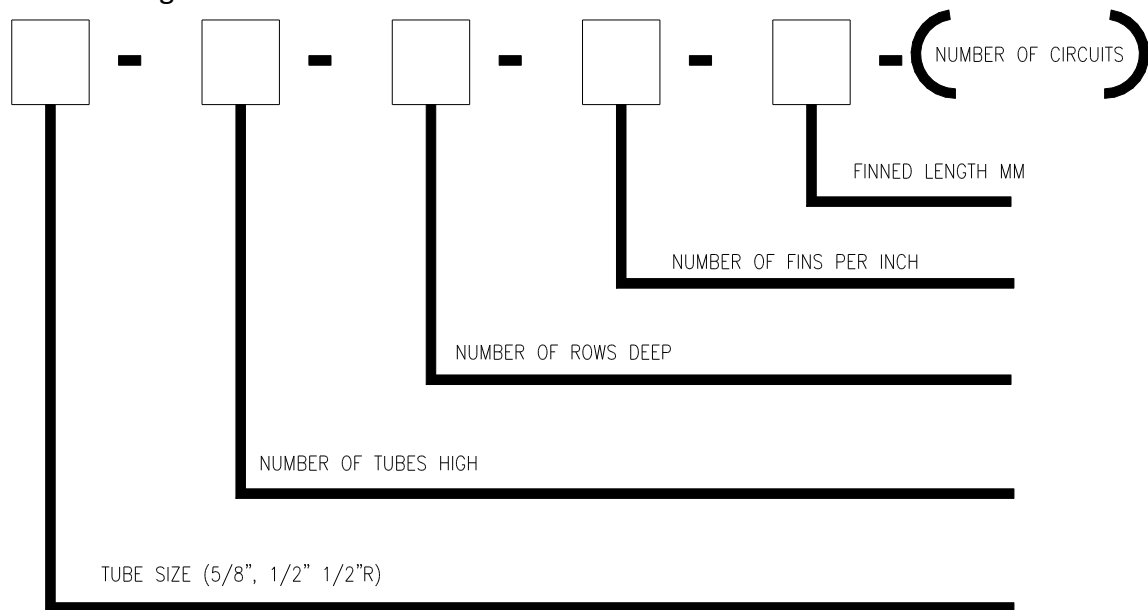 NUMBER OF CIRCUITS
FINNED LENGTH MM
NUMBER OF FINS PER INCH
NUMBER OF ROWS DEEP
NUMBER OF TUBES HIGH
TUBE SIZE (5/8", 1/2" 1/2"R)